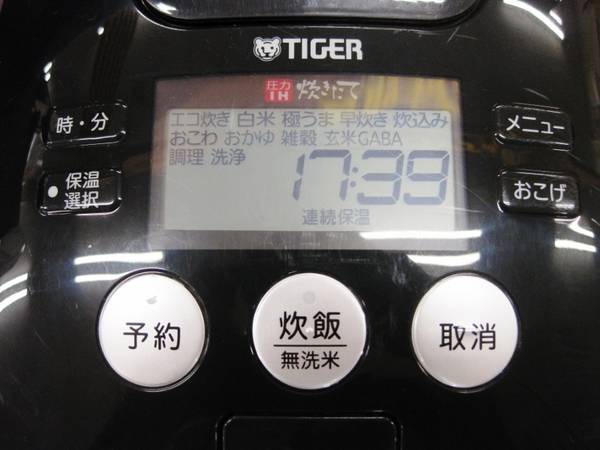 TIGER
圧力IH 炊きたて
エコ炊き 白米 極うま 早炊き 炊込み
おこわ おかゆ 雑穀 玄米GABA
調理 洗浄
17:39
連続保温
時・分
保温選択
メニュー
おこげ
予約
炊飯
無洗米
取消